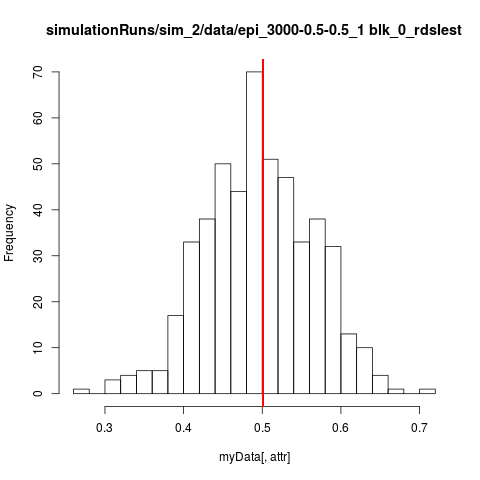 simulationRuns/sim_2/data/epi_3000-0.5-0.5_1 blk_0_rdslest
70
60
50
40
30
20
10
0
Frequency
0.3 0.4 0.5 0.6 0.7
myData[, attr]